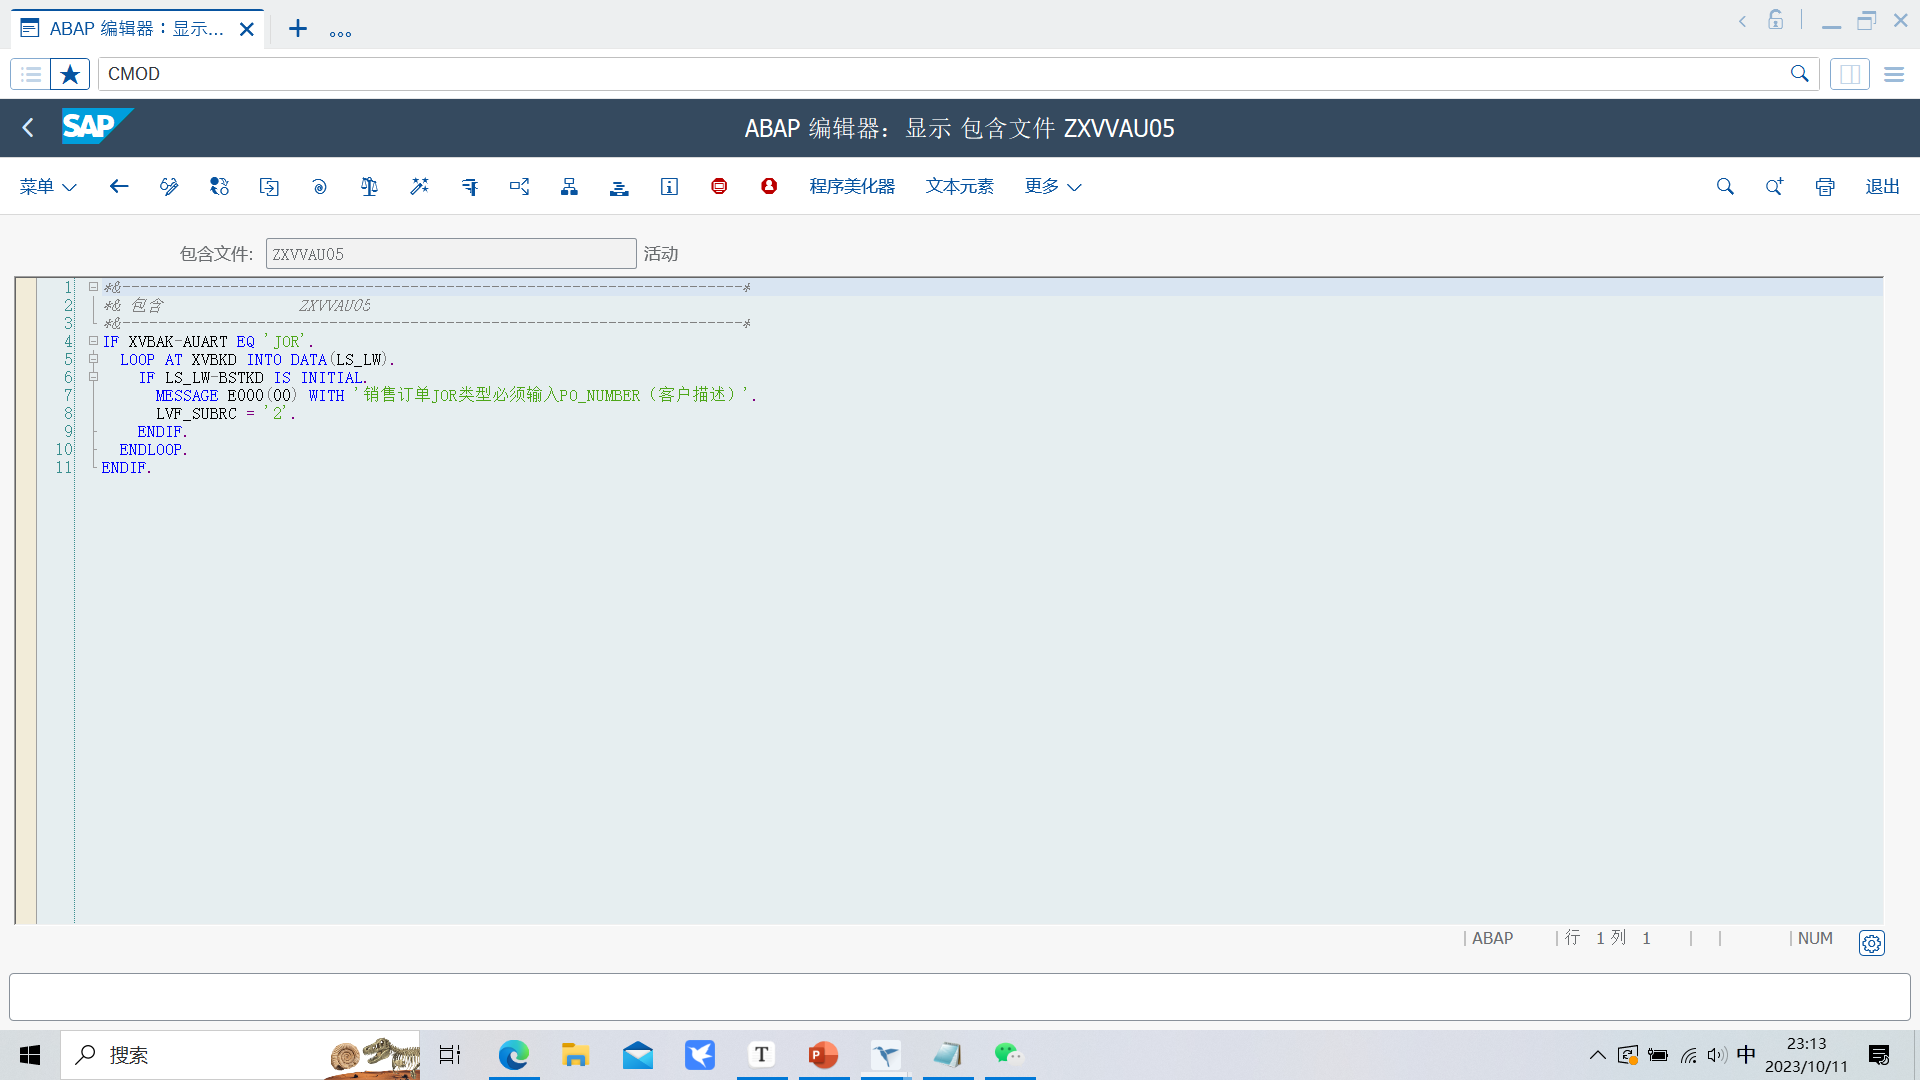 ABAP 编辑器：显示...
CMOD
SAP
ABAP 编辑器：显示 包含文件 ZXVVAU05
菜单
程序美化器
文本元素
更多
退出
包含文件:
ZXVVAU05
活动
1 *&---------------------------------------------------------------------*
2 *& 包含 ZXVVAU05
3 *&---------------------------------------------------------------------*
4 IF XVBAK-AUART EQ 'JOR'.
5 LOOP AT XVBKD INTO DATA(LS_LW).
6 IF LS_LW-BSTKD IS INITIAL.
7 MESSAGE E000(00) WITH '销售订单JOR类型必须输入PO_NUMBER（客户描述）'.
8 LVF_SUBRC = '2'.
9 ENDIF.
10 ENDLOOP.
11 ENDIF.
| ABAP | 行 1 列 1 | | | NUM
搜索
T
P
中
23:13
2023/10/11